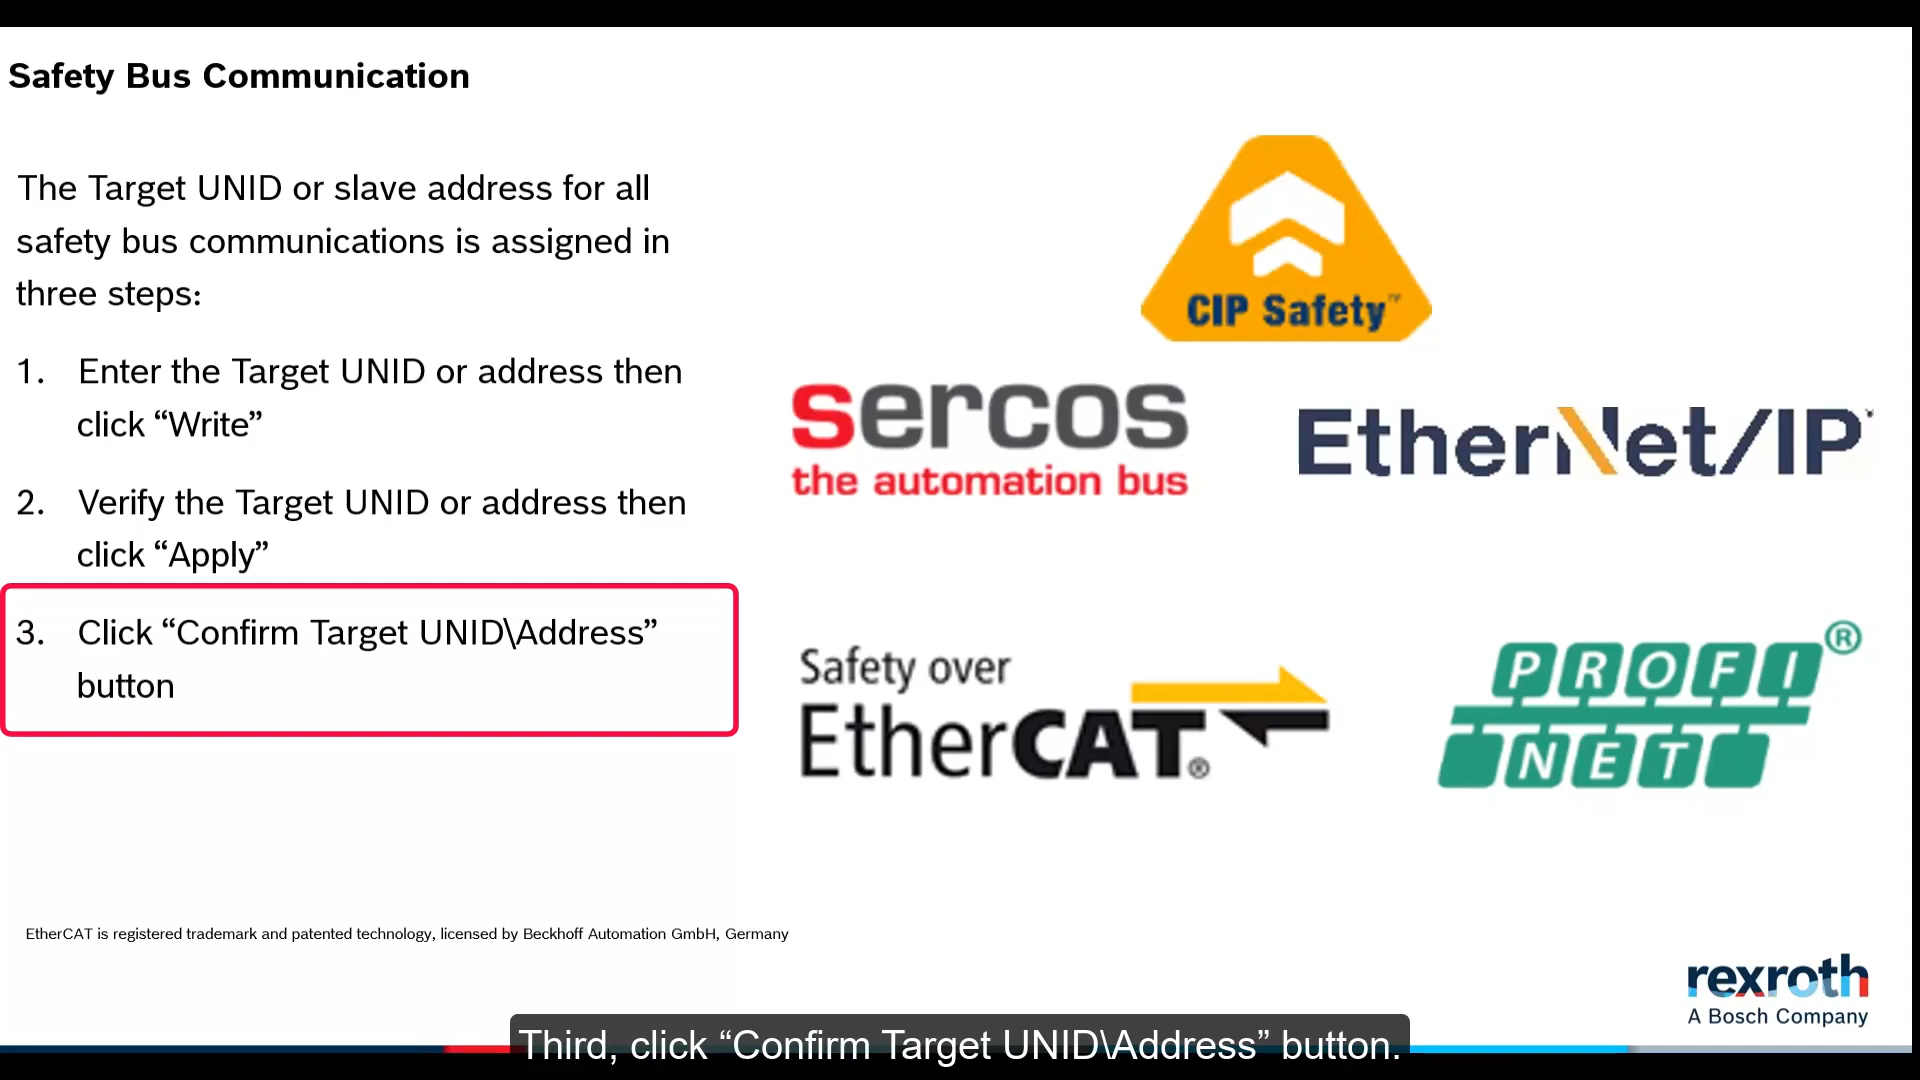 Safety Bus Communication
The Target UNID or slave address for all
safety bus communications is assigned in
three steps:
1. Enter the Target UNID or address then
click “Write”
2. Verify the Target UNID or address then
click “Apply”
3. Click “Confirm Target UNID\Address”
button
CIP Safety™
sercos
the automation bus
EtherNet/IP
Safety over
EtherCAT®
PROFI®
NET
EtherCAT is registered trademark and patented technology, licensed by Beckhoff Automation GmbH, Germany
rexroth
A Bosch Company
Third, click “Confirm Target UNID\Address” button.